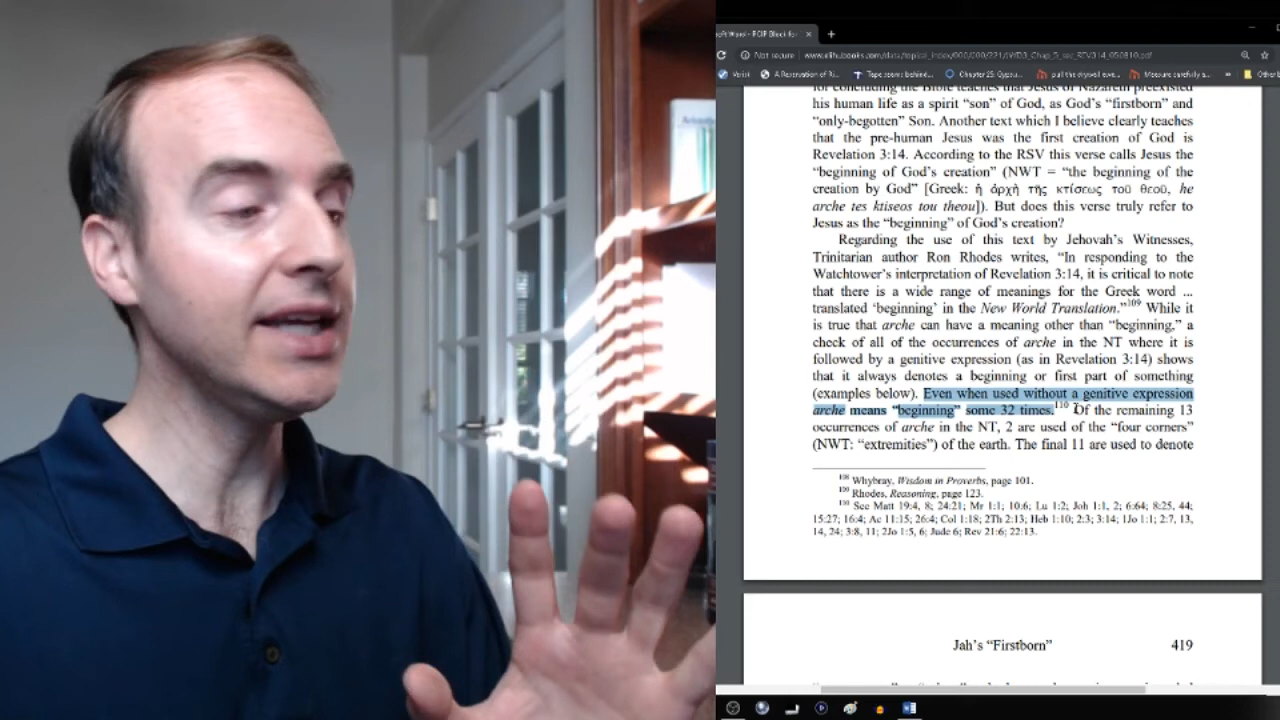 Not secure
for concluding the Bible teaches that Jesus of Nazareth preexisted
his human life as a spirit “son” of God, as God’s “firstborn” and
“only-begotten” Son. Another text which I believe clearly teaches
that the pre-human Jesus was the first creation of God is
Revelation 3:14. According to the RSV this verse calls Jesus the
“beginning of God’s creation” (NWT = “the beginning of the
creation by God” [Greek: ἡ ἀρχὴ τῆς κτίσεως τοῦ θεοῦ, he
arche tes ktiseos tou theou]). But does this verse truly refer to
Jesus as the “beginning” of God’s creation?
Regarding the use of this text by Jehovah’s Witnesses,
Trinitarian author Ron Rhodes writes, “In responding to the
Watchtower’s interpretation of Revelation 3:14, it is critical to note
that there is a wide range of meanings for the Greek word ...
translated ‘beginning’ in the New World Translation.”109 While it
is true that arche can have a meaning other than “beginning,” a
check of all of the occurrences of arche in the NT where it is
followed by a genitive expression (as in Revelation 3:14) shows
that it always denotes a beginning or first part of something
(examples below). Even when used without a genitive expression
arche means “beginning” some 32 times.110 Of the remaining 13
occurrences of arche in the NT, 2 are used of the “four corners”
(NWT: “extremities”) of the earth. The final 11 are used to denote
108 Whybray, Wisdom in Proverbs, page 101.
109 Rhodes, Reasoning, page 123.
110 See Matt 19:4, 8; 24:21; Mr 1:1; 10:6; Lu 1:2; Joh 1:1, 2; 6:64; 8:25, 44;
15:27; 16:4; Ac 11:15; 26:4; Col 1:18; 2Th 2:13; Heb 1:10; 2:3; 3:14; 1Jo 1:1; 2:7, 13,
14, 24; 3:8, 11; 2Jo 1:5, 6; Jude 6; Rev 21:6; 22:13.
Jah’s “Firstborn” 419